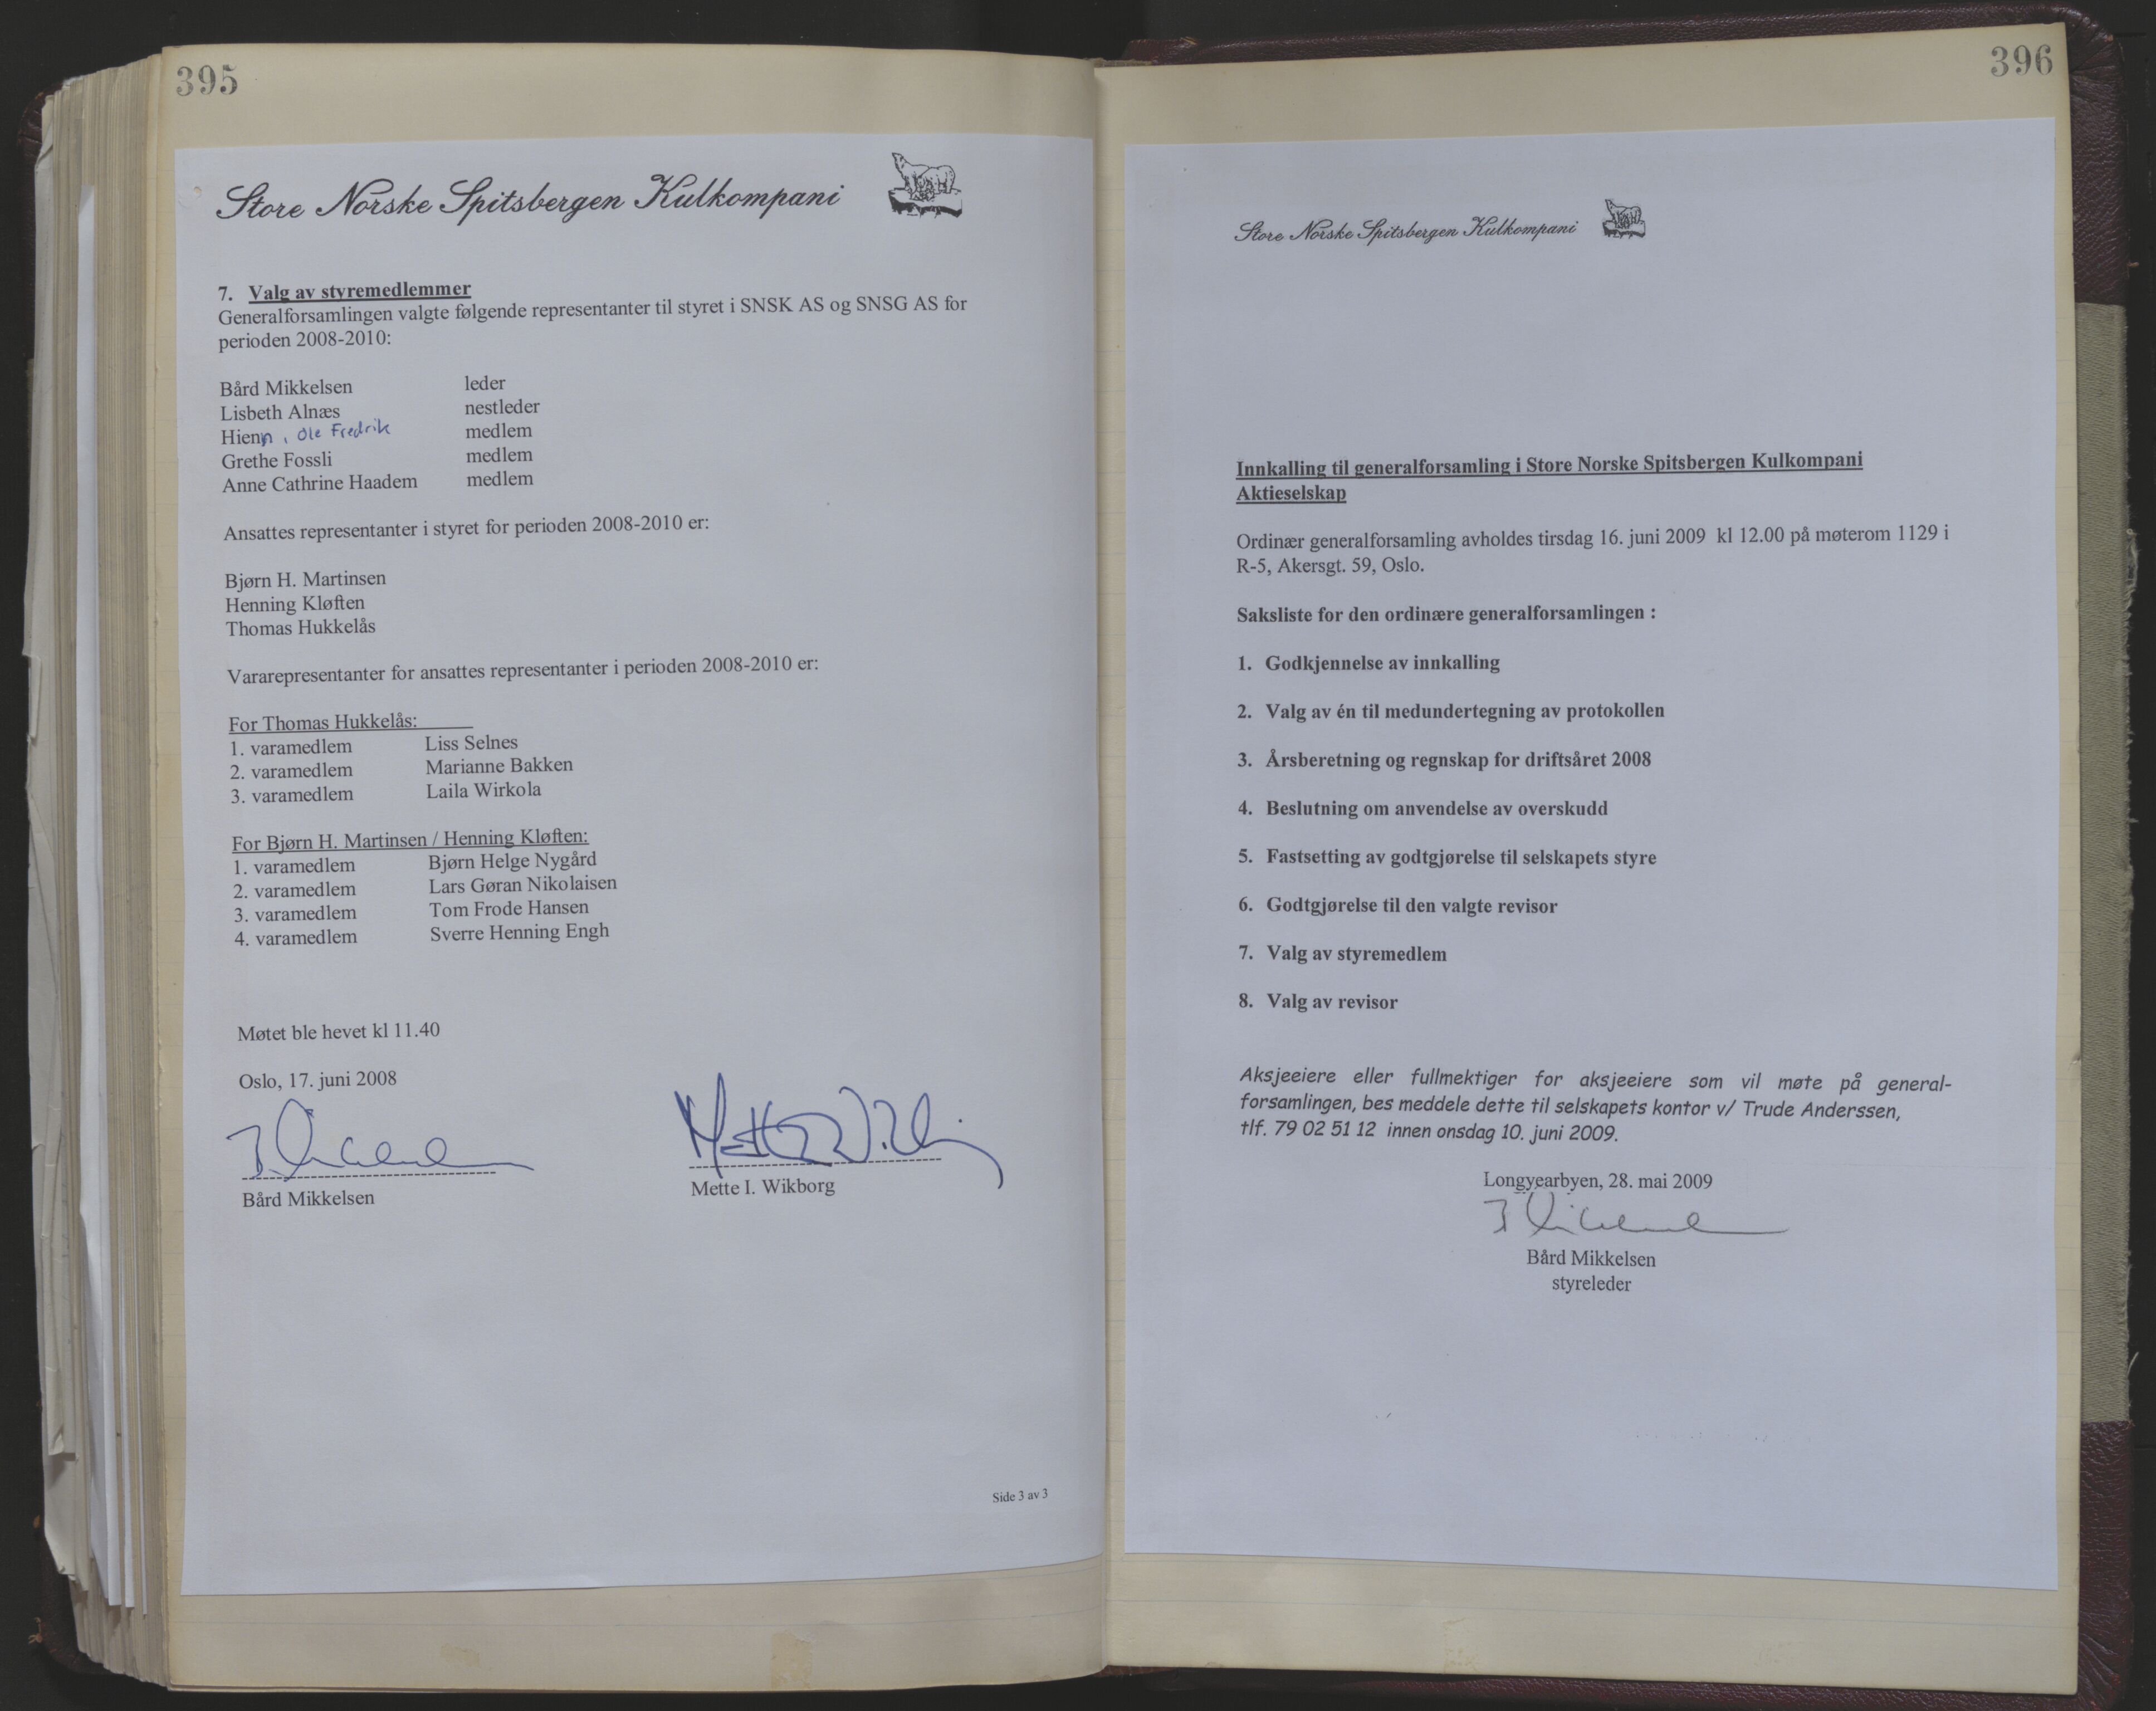 395
Store Norske Spitsbergen Kulkompani
7. Valg av styremedlemmer
Generalforsamlingen valgte følgende representanter til styret i SNSK AS og SNSG AS for
perioden 2008-2010:
Bård Mikkelsen leder
Lisbeth Alnæs nestleder
Hienn, Ole Fredrik medlem
Grethe Fossli medlem
Anne Cathrine Haadem medlem
Ansattes representanter i styret for perioden 2008-2010 er:
Bjørn H. Martinsen
Henning Kløften
Thomas Hukkelås
Vararepresentanter for ansattes representanter i perioden 2008-2010 er:
For Thomas Hukkelås:
1. varamedlem Liss Selnes
2. varamedlem Marianne Bakken
3. varamedlem Laila Wirkola
For Bjørn H. Martinsen / Henning Kløften:
1. varamedlem Bjørn Helge Nygård
2. varamedlem Lars Gøran Nikolaisen
3. varamedlem Tom Frode Hansen
4. varamedlem Sverre Henning Engh
Møtet ble hevet kl 11.40
Oslo, 17. juni 2008
Bård Mikkelsen
Mette I. Wikborg
Side 3 av 3
396
Store Norske Spitsbergen Kulkompani
Innkalling til generalforsamling i Store Norske Spitsbergen Kulkompani
Aktieselskap
Ordinær generalforsamling avholdes tirsdag 16. juni 2009 kl 12.00 på møterom 1129 i
R-5, Akersgt. 59, Oslo.
Saksliste for den ordinære generalforsamlingen :
1. Godkjennelse av innkalling
2. Valg av én til medundertegning av protokollen
3. Årsberetning og regnskap for driftsåret 2008
4. Beslutning om anvendelse av overskudd
5. Fastsetting av godtgjørelse til selskapets styre
6. Godtgjørelse til den valgte revisor
7. Valg av styremedlem
8. Valg av revisor
Aksjeeiere eller fullmektiger for aksjeeiere som vil møte på general-
forsamlingen, bes meddele dette til selskapets kontor v/ Trude Anderssen,
tlf. 79 02 51 12 innen onsdag 10. juni 2009.
Longyearbyen, 28. mai 2009
Bård Mikkelsen
styreleder